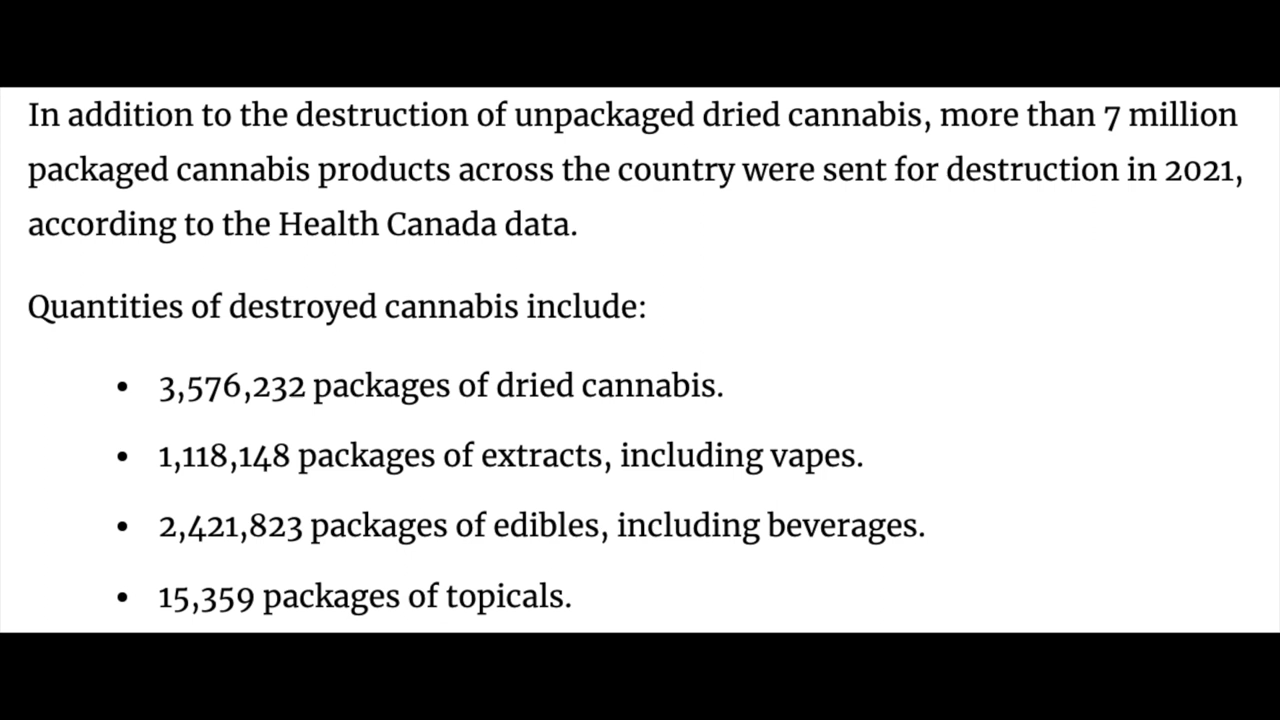 In addition to the destruction of unpackaged dried cannabis, more than 7 million
packaged cannabis products across the country were sent for destruction in 2021,
according to the Health Canada data.
Quantities of destroyed cannabis include:
• 3,576,232 packages of dried cannabis.
• 1,118,148 packages of extracts, including vapes.
• 2,421,823 packages of edibles, including beverages.
• 15,359 packages of topicals.